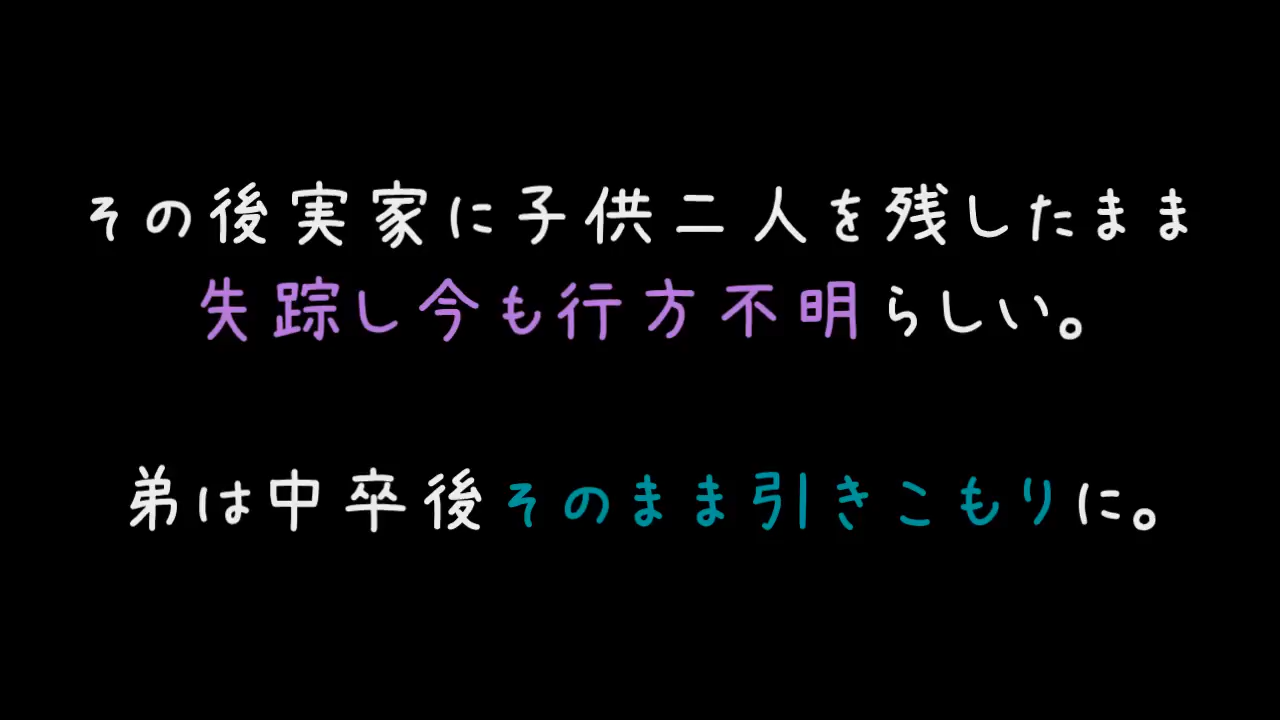 その後実家に子供二人を残したまま
失踪し今も行方不明らしい。
弟は中卒後そのまま引きこもりに。